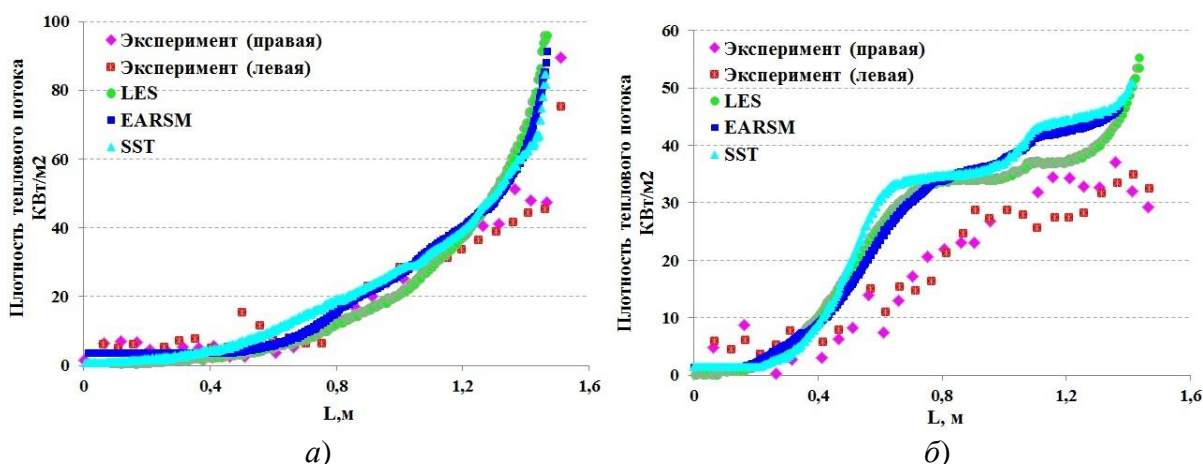 Плотность теплового потока
КВт/м2
100
80
60
40
20
0
Эксперимент (правая)
Эксперимент (левая)
LES
EARSM
SST
0
0,4
0,8
1,2
1,6
L,м
а)
Плотность теплового потока
КВт/м2
60
50
40
30
20
10
0
Эксперимент (правая)
Эксперимент (левая)
LES
EARSM
SST
0
0,4
0,8
1,2
1,6
L, м
б)